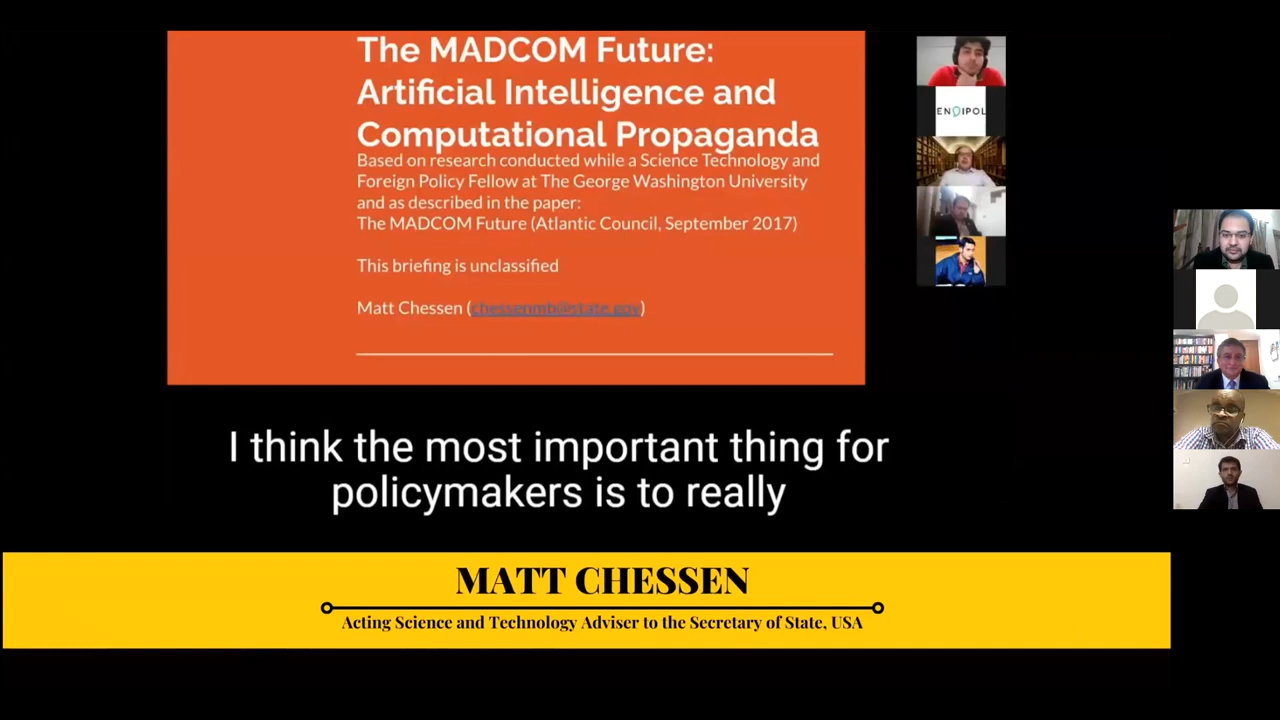 The MADCOM Future:
Artificial Intelligence and
Computational Propaganda
Based on research conducted while a Science Technology and
Foreign Policy Fellow at The George Washington University
and as described in the paper:
The MADCOM Future (Atlantic Council, September 2017)
This briefing is unclassified
Matt Chessen (chessenmb@state.gov)
ENDIPOL
I think the most important thing for
policymakers is to really
MATT CHESSEN
Acting Science and Technology Adviser to the Secretary of State, USA